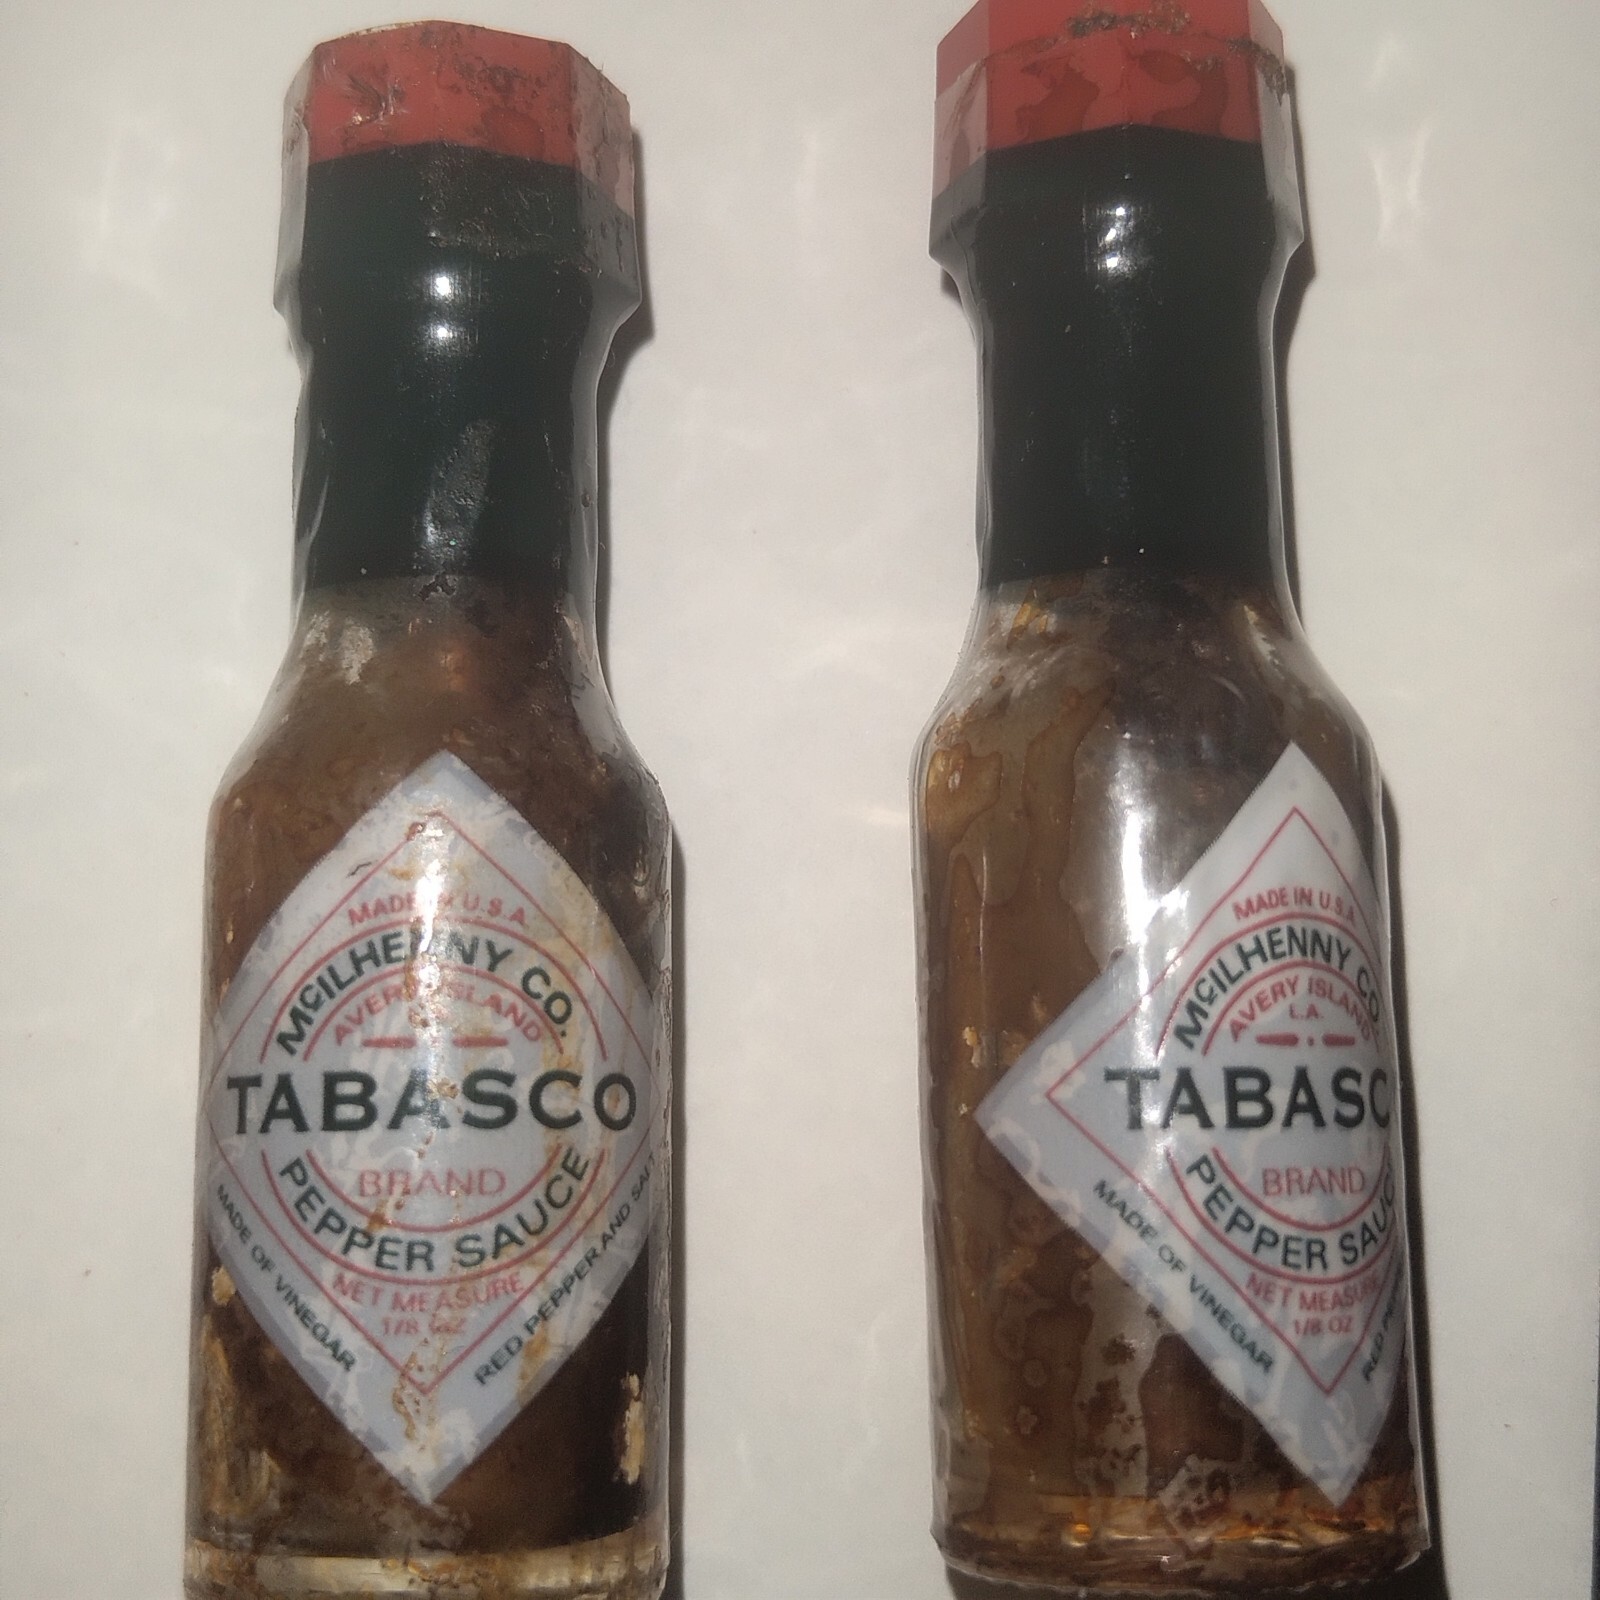 MADE IN U.S.A.
McILHENNY CO.
AVERY ISLAND
TABASCO
BRAND
PEPPER SAUCE
NET MEASURE
1/8 OZ
MADE OF VINEGAR
RED PEPPER AND SALT
MADE IN U.S.A.
McILHENNY CO.
AVERY ISLAND
L.A.
TABASC
BRAND
PEPPER SAUC
NET MEASURE
1/8 OZ
MADE OF VINEGAR
RED